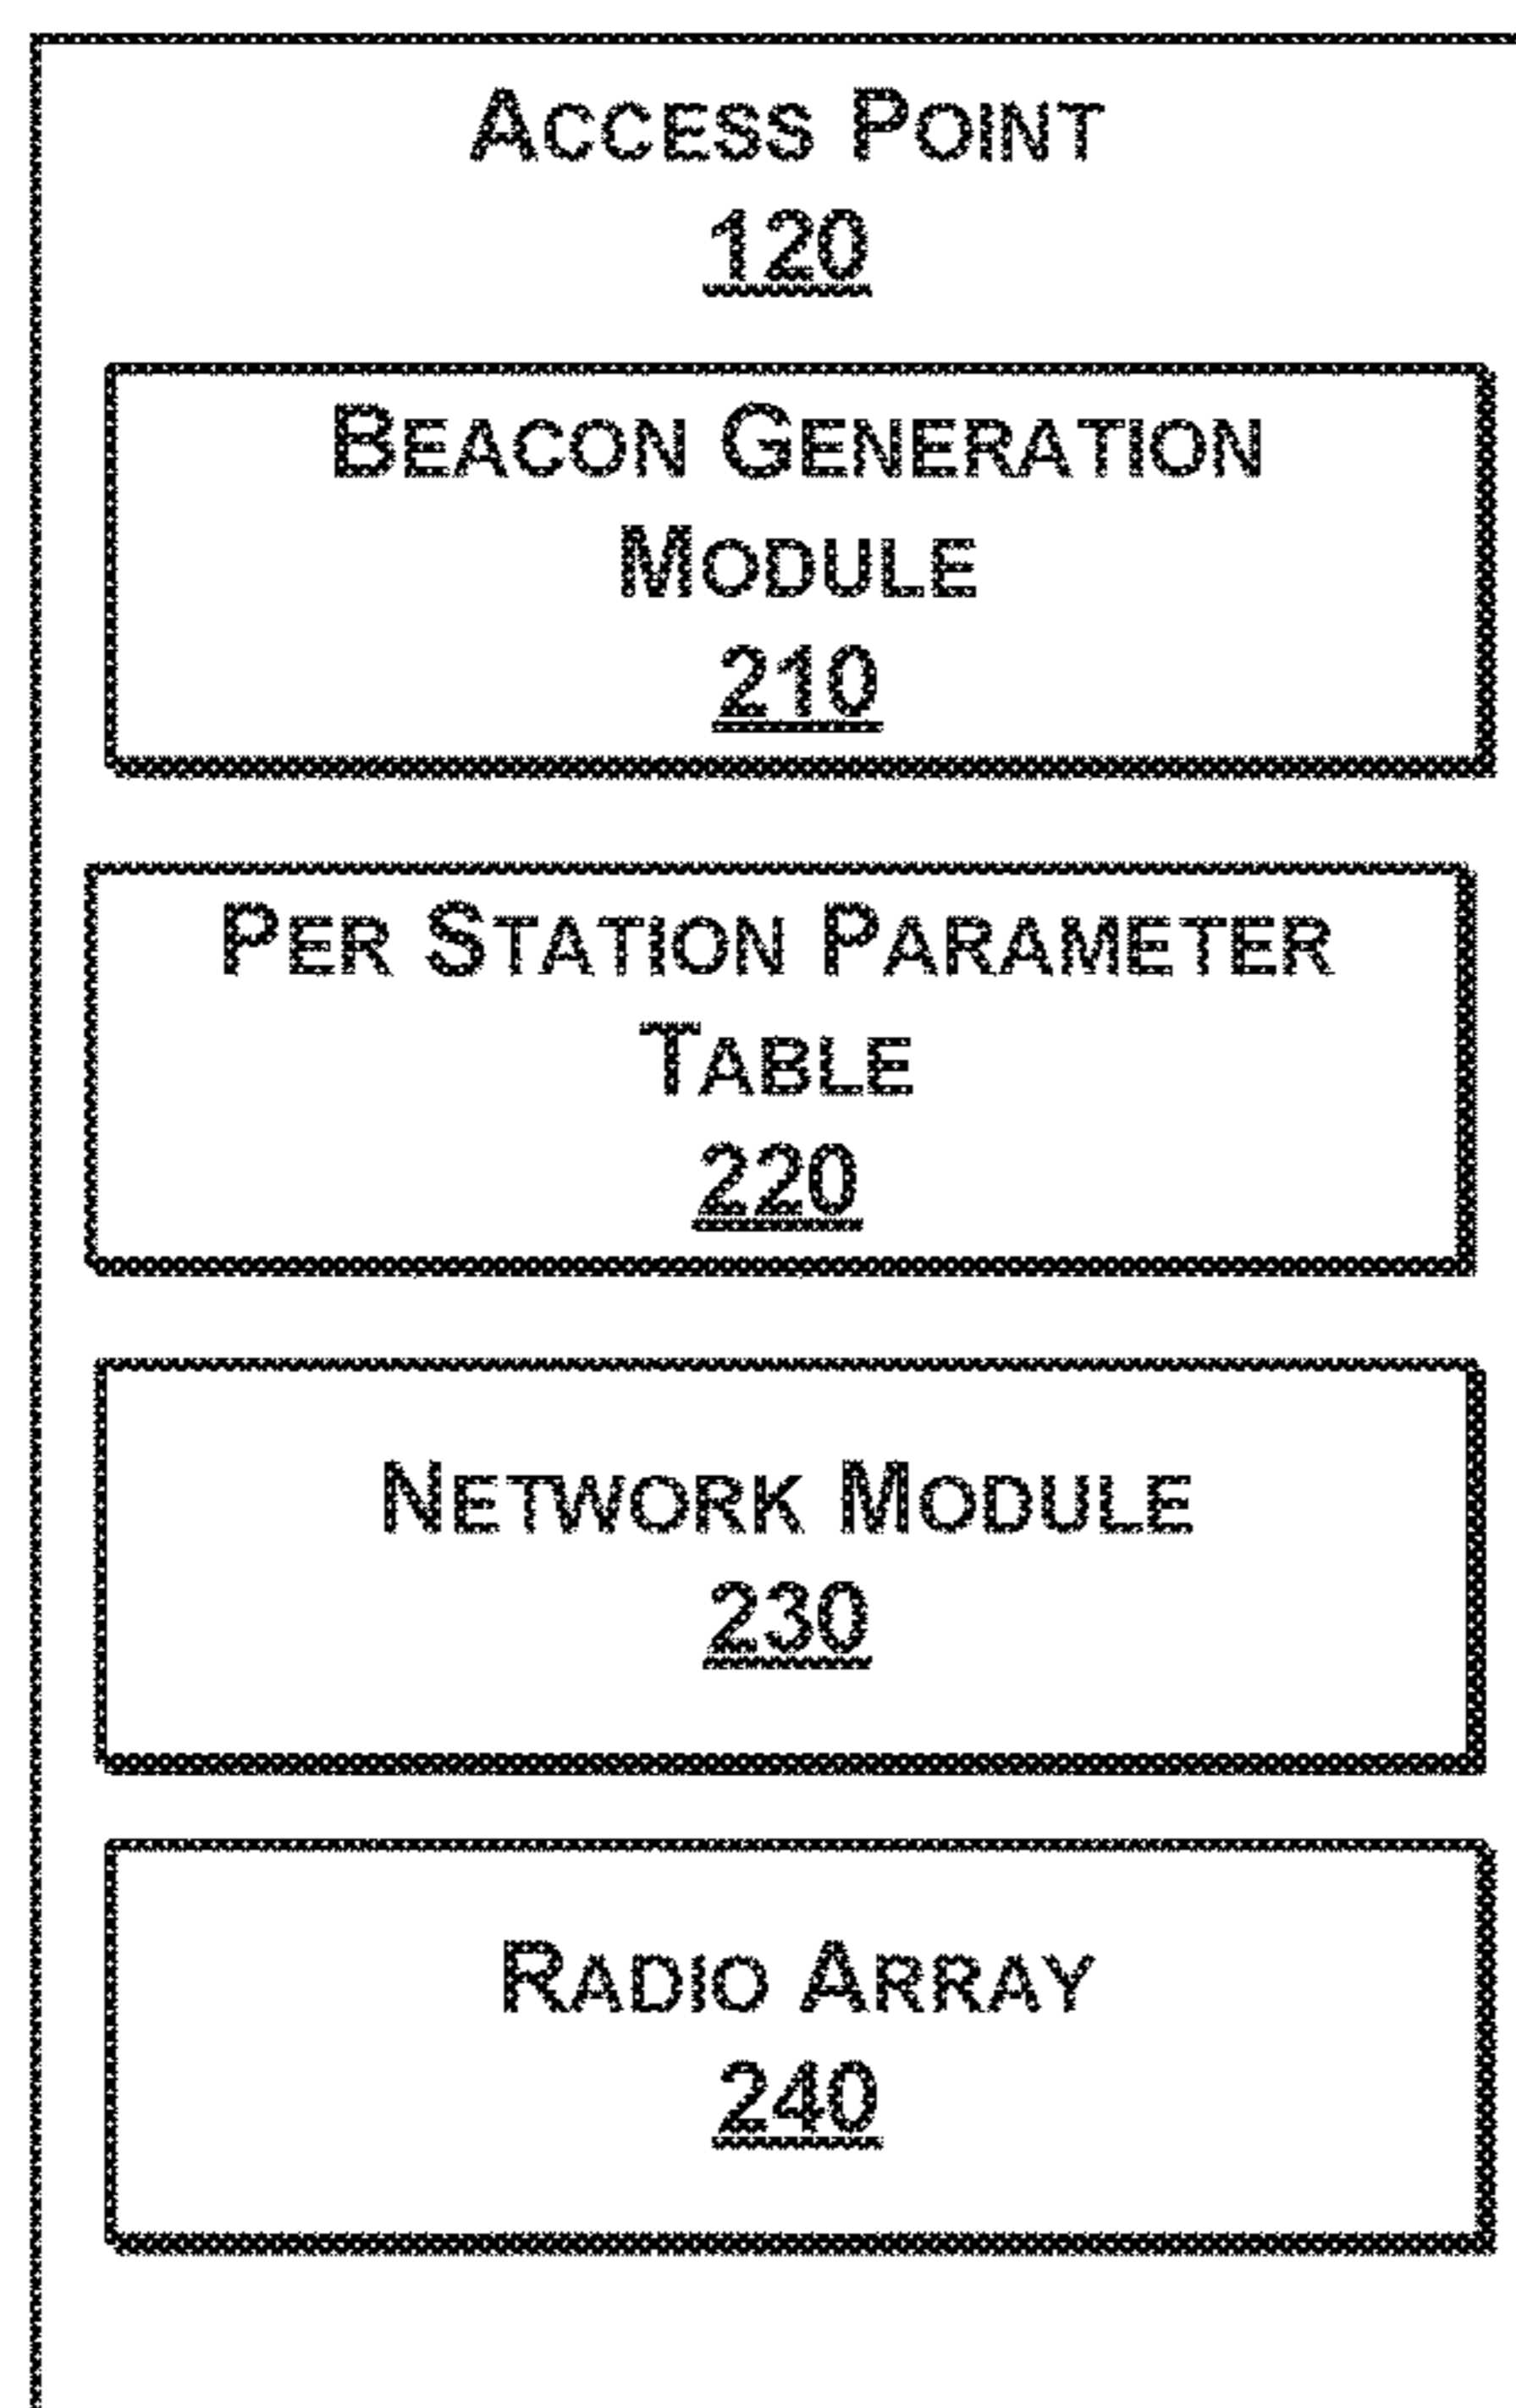 ACCESS POINT
120
BEACON GENERATION
MODULE
210
PER STATION PARAMETER
TABLE
220
NETWORK MODULE
230
RADIO ARRAY
240